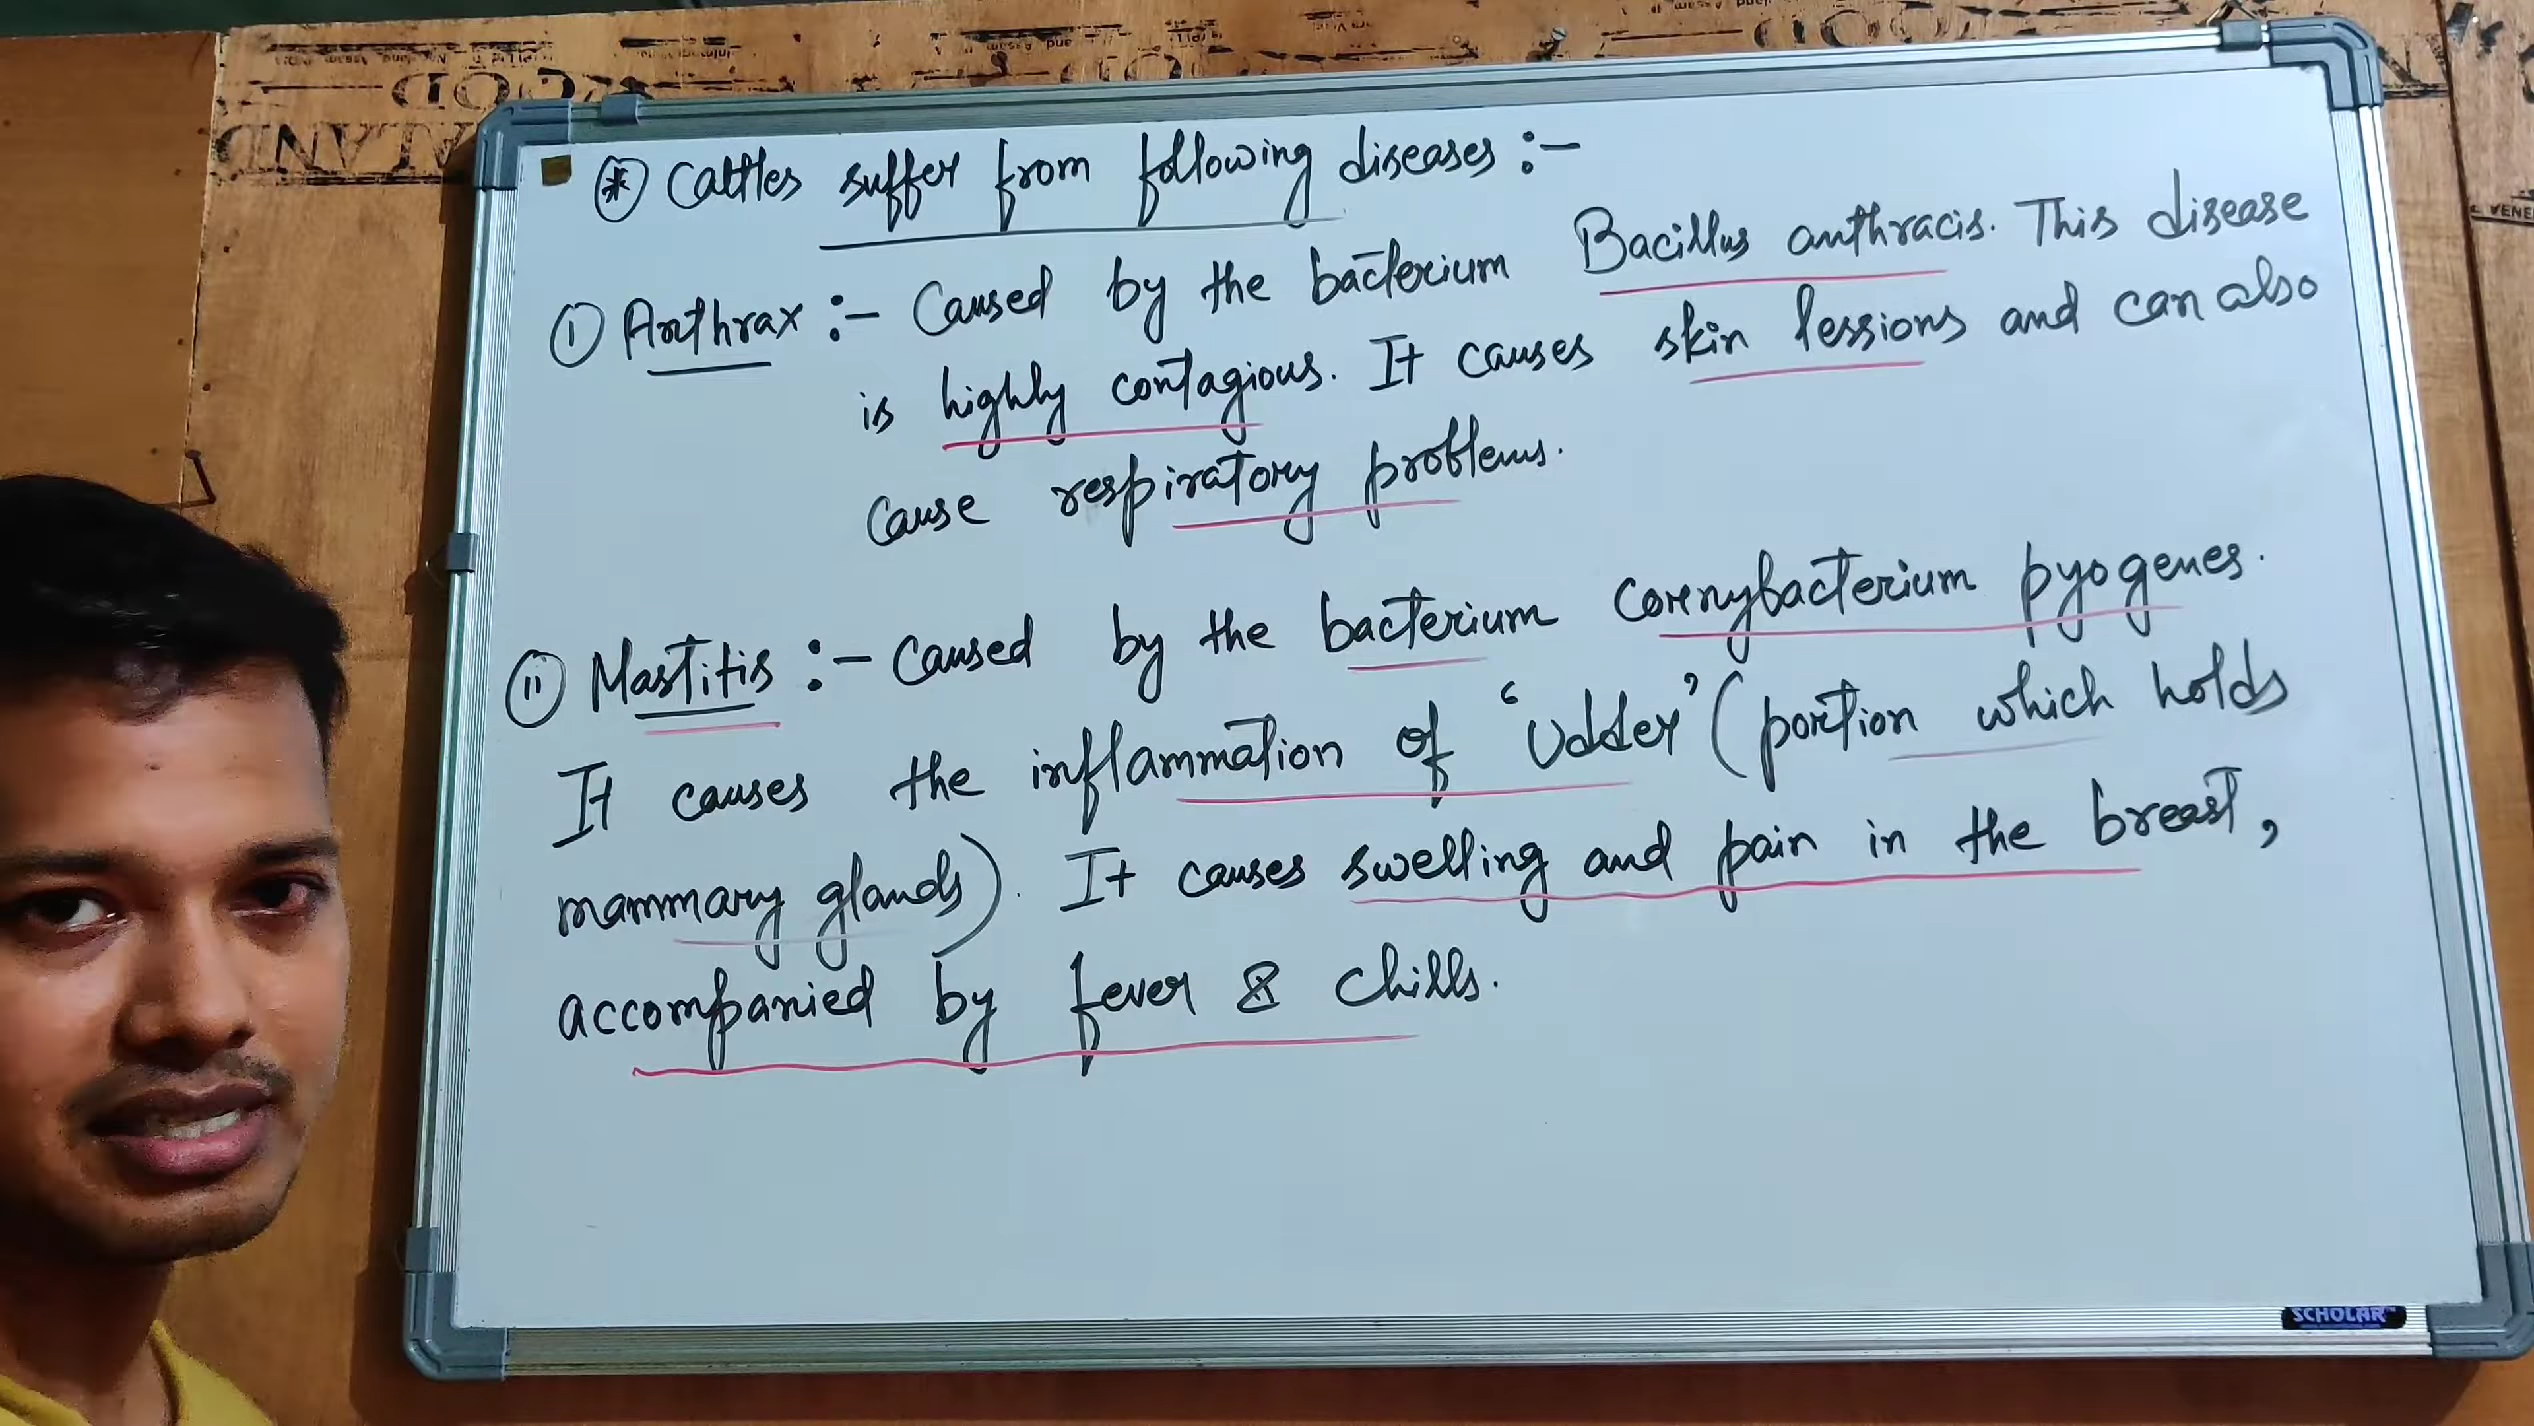 ⊛ Cattles suffer from following diseases :-
① Anthrax :- Caused by the bacterium Bacillus anthracis. This disease
is highly contagious. It causes skin lessions and can also
cause respiratory problems.
ⅱ Mastitis :- Caused by the bacterium Corenybacterium pyogenes.
It causes the inflammation of 'Udder' (portion which holds
mammary glands). It causes swelling and pain in the breast,
accompanied by fever & chills.
SCHOLAR